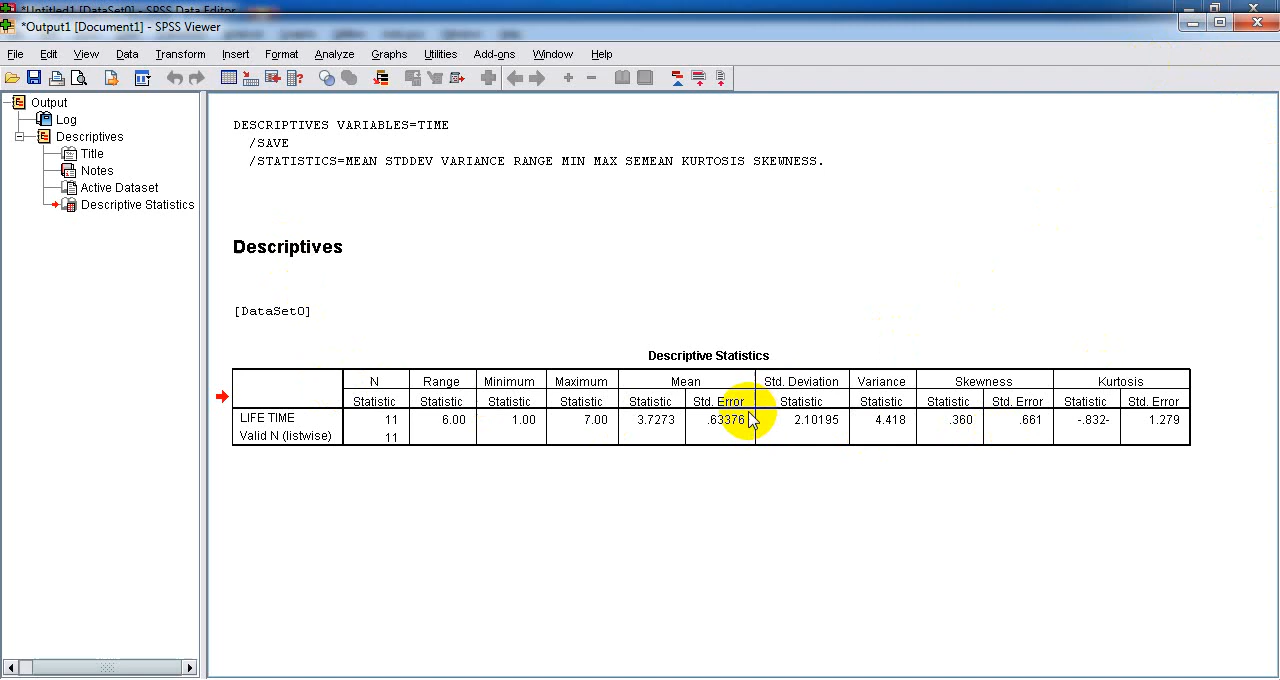 *Untitled1 [DataSet0] - SPSS Data Editor
*Output1 [Document1] - SPSS Viewer
File Edit View Data Transform Insert Format Analyze Graphs Utilities Add-ons Window Help
Output
Log
Descriptives
Title
Notes
Active Dataset
Descriptive Statistics
DESCRIPTIVES VARIABLES=TIME
/SAVE
/STATISTICS=MEAN STDDEV VARIANCE RANGE MIN MAX SEMEAN KURTOSIS SKEWNESS.
Descriptives
[DataSet0]
Descriptive Statistics
N Range Minimum Maximum Mean Std. Deviation Variance Skewness Kurtosis
Statistic Statistic Statistic Statistic Statistic Std. Error Statistic Statistic Statistic Std. Error Statistic Std. Error
LIFE TIME 11 6.00 1.00 7.00 3.7273 .63376 2.10195 4.418 .360 .661 -.832- 1.279
Valid N (listwise) 11